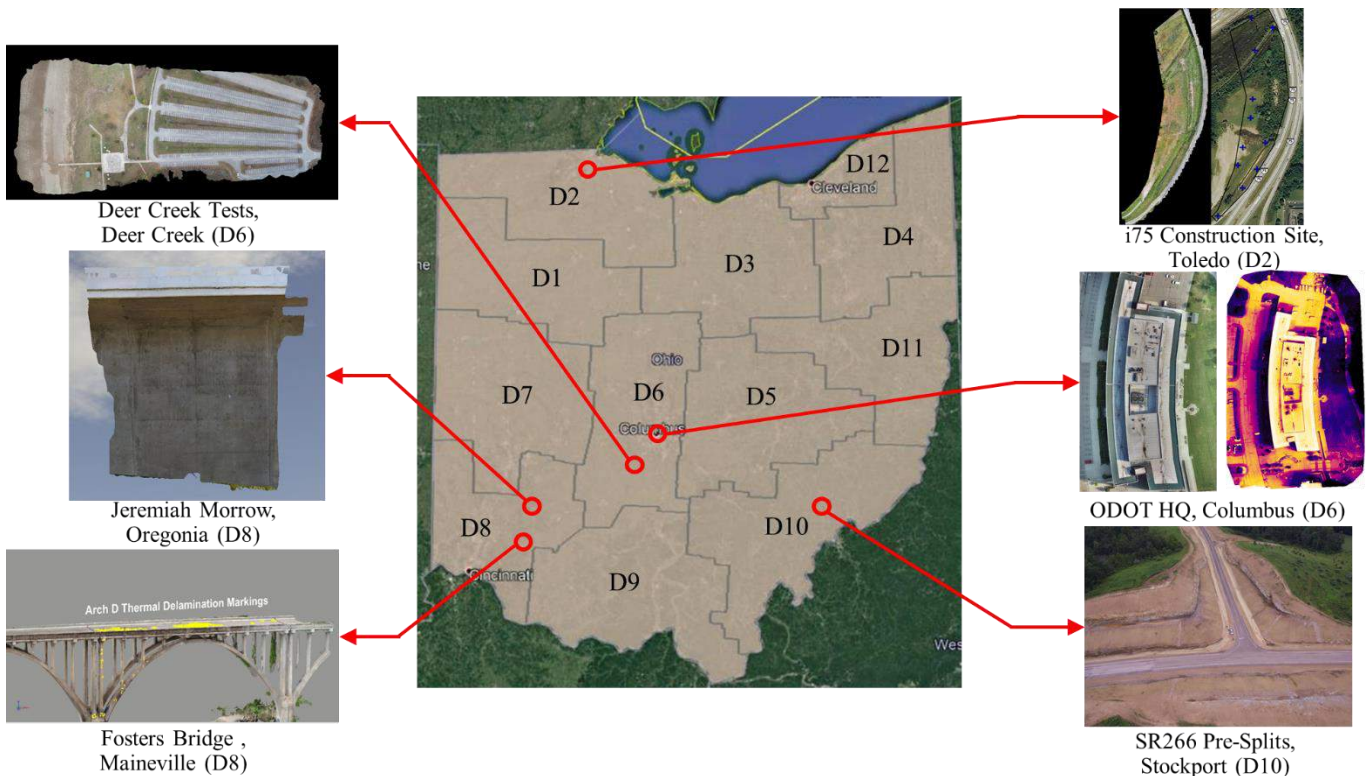 Deer Creek Tests,
Deer Creek (D6)
Jeremiah Morrow,
Oregonia (D8)
Arch D Thermal Delamination Markings
Fosters Bridge ,
Maineville (D8)
D12
Cleveland
D2
D4
D3
D1
D11
Ohio
D7
D6
D5
Columbus
D8
D10
Cincinnati
D9
i75 Construction Site,
Toledo (D2)
ODOT HQ, Columbus (D6)
SR266 Pre-Splits,
Stockport (D10)